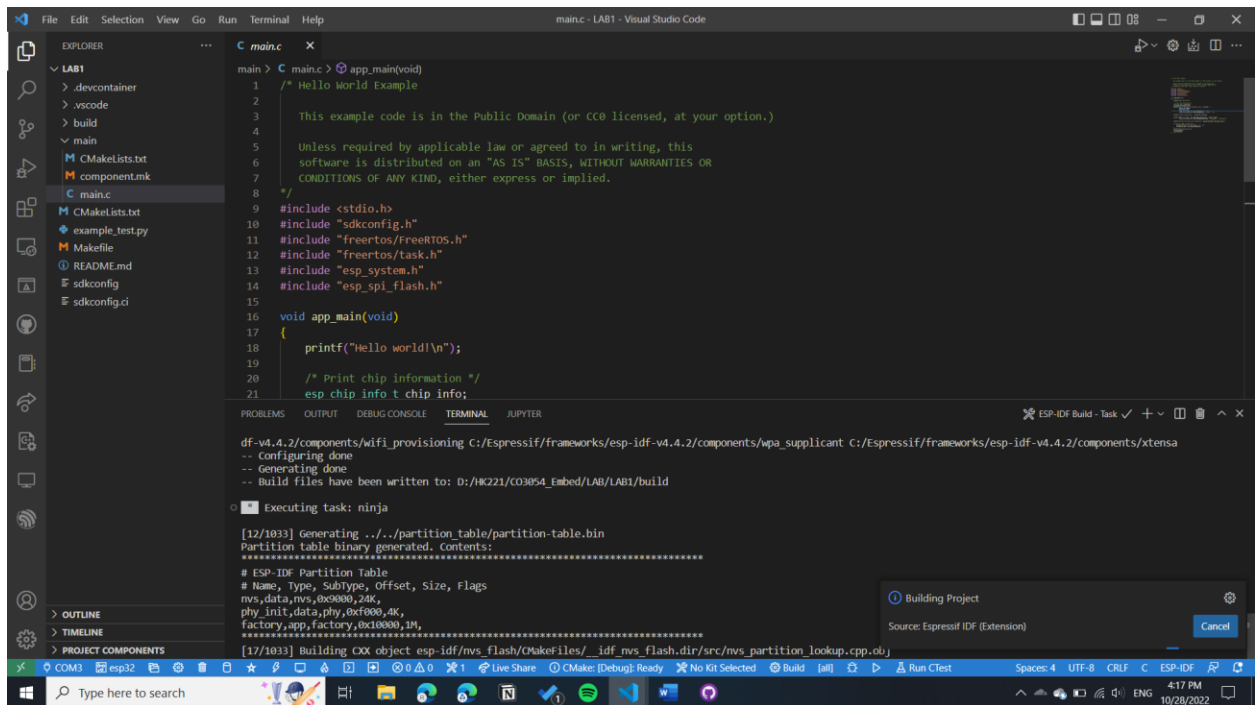 File Edit Selection View Go Run Terminal Help
main.c - LAB1 - Visual Studio Code
EXPLORER
LAB1
.devcontainer
.vscode
build
main
M CMakeLists.txt
M component.mk
C main.c
M CMakeLists.txt
example_test.py
M Makefile
README.md
sdkconfig
sdkconfig.ci
OUTLINE
TIMELINE
PROJECT COMPONENTS
C main.c
main > C main.c > app_main(void)
1 /* Hello World Example
2
3 This example code is in the Public Domain (or CC0 licensed, at your option.)
4
5 Unless required by applicable law or agreed to in writing, this
6 software is distributed on an "AS IS" BASIS, WITHOUT WARRANTIES OR
7 CONDITIONS OF ANY KIND, either express or implied.
8 */
9 #include <stdio.h>
10 #include "sdkconfig.h"
11 #include "freertos/FreeRTOS.h"
12 #include "freertos/task.h"
13 #include "esp_system.h"
14 #include "esp_spi_flash.h"
15
16 void app_main(void)
17 {
18 printf("Hello world!\n");
19
20 /* Print chip information */
21 esp_chip_info_t chip_info;
PROBLEMS OUTPUT DEBUG CONSOLE TERMINAL JUPYTER
ESP-IDF Build - Task
df-v4.4.2/components/wifi_provisioning C:/Espressif/frameworks/esp-idf-v4.4.2/components/wpa_supplicant C:/Espressif/frameworks/esp-idf-v4.4.2/components/xtensa
-- Configuring done
-- Generating done
-- Build files have been written to: D:/HK221/CO3054_Embed/LAB/LAB1/build
* Executing task: ninja
[12/1033] Generating ../../partition_table/partition-table.bin
Partition table binary generated. Contents:
*******************************************************************************
# ESP-IDF Partition Table
# Name, Type, SubType, Offset, Size, Flags
nvs,data,nvs,0x9000,24K,
phy_init,data,phy,0xf000,4K,
factory,app,factory,0x10000,1M,
*******************************************************************************
[17/1033] Building CXX object esp-idf/nvs_flash/CMakeFiles/__idf_nvs_flash.dir/src/nvs_partition_lookup.cpp.obj
Building Project
Source: Espressif IDF (Extension)
Cancel
COM3 esp32 0 0 0 1 Live Share CMake: [Debug]: Ready No Kit Selected Build [all] Run CTest Spaces: 4 UTF-8 CRLF C ESP-IDF
Type here to search
ENG
4:17 PM
10/28/2022